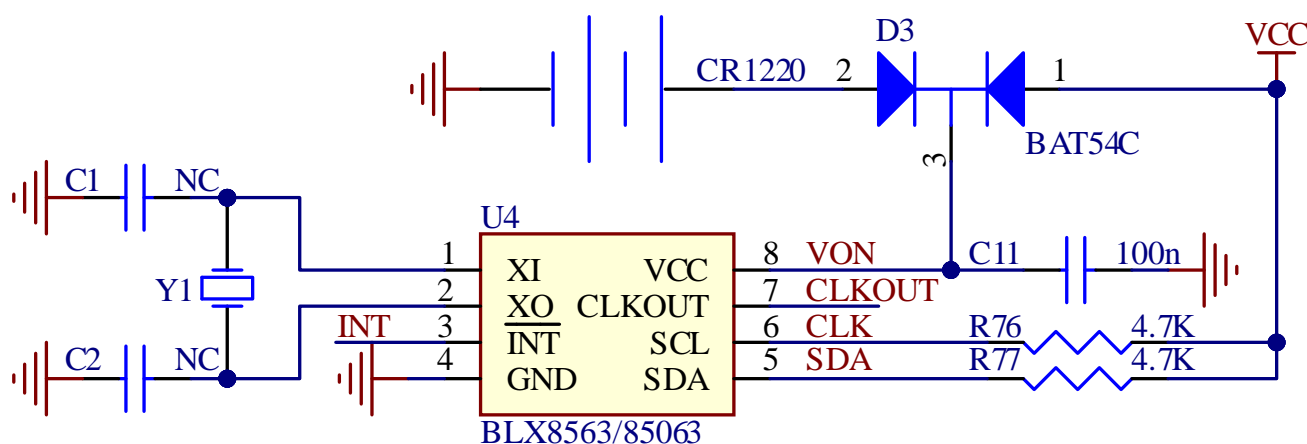 D3
VCC
CR1220 2 1
BAT54C
3
C1 NC
U4
1 XI VCC 8 VON C11 100n
Y1
2 XO CLKOUT 7 CLKOUT
INT 3 INT SCL 6 CLK R76 4.7K
C2 NC
4 GND SDA 5 SDA R77 4.7K
BLX8563/85063